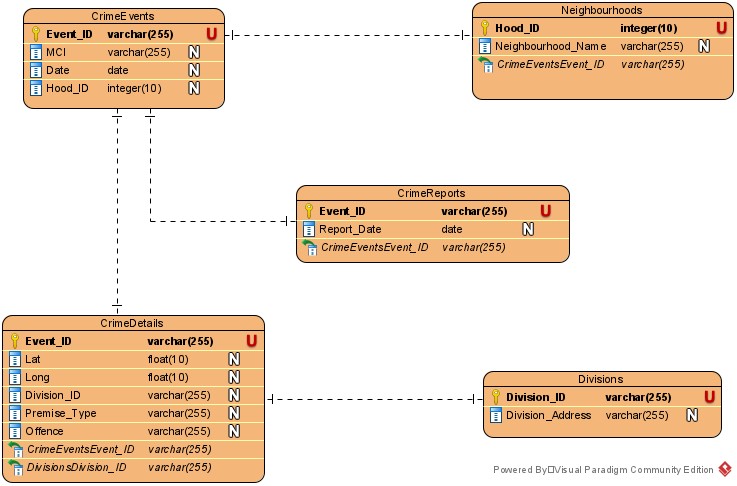 CrimeEvents
Event_ID varchar(255) U
MCI varchar(255) N
Date date N
Hood_ID integer(10) N
Neighbourhoods
Hood_ID integer(10) U
Neighbourhood_Name varchar(255) N
CrimeEventsEvent_ID varchar(255)
CrimeReports
Event_ID varchar(255) U
Report_Date date N
CrimeEventsEvent_ID varchar(255)
CrimeDetails
Event_ID varchar(255) U
Lat float(10) N
Long float(10) N
Division_ID varchar(255) N
Premise_Type varchar(255) N
Offence varchar(255) N
CrimeEventsEvent_ID varchar(255)
DivisionsDivision_ID varchar(255)
Divisions
Division_ID varchar(255) U
Division_Address varchar(255) N
Powered By□Visual Paradigm Community Edition